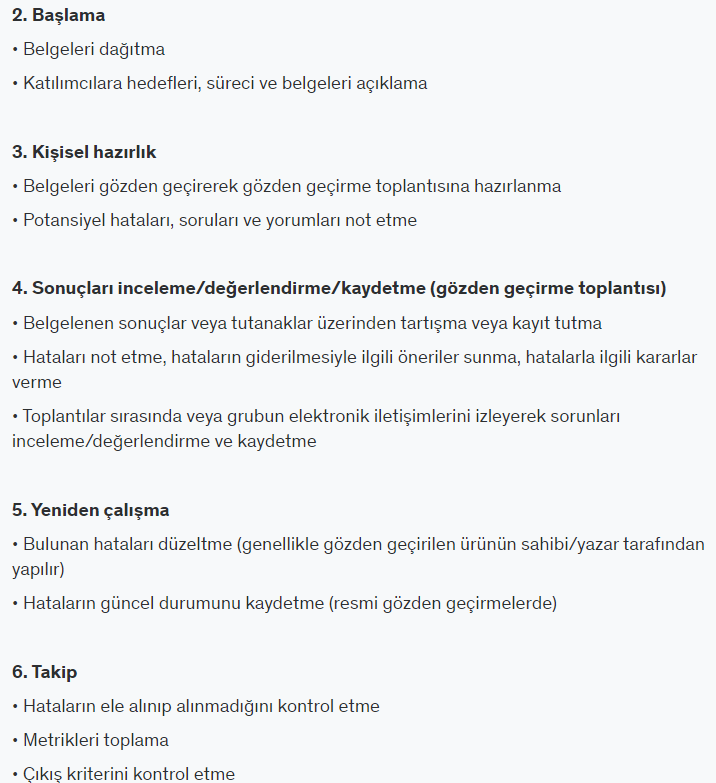 2. Başlama
• Belgeleri dağıtma
• Katılımcılara hedefleri, süreci ve belgeleri açıklama
3. Kişisel hazırlık
• Belgeleri gözden geçirerek gözden geçirme toplantısına hazırlanma
• Potansiyel hataları, soruları ve yorumları not etme
4. Sonuçları inceleme/değerlendirme/kaydetme (gözden geçirme toplantısı)
• Belgelenen sonuçlar veya tutanaklar üzerinden tartışma veya kayıt tutma
• Hataları not etme, hataların giderilmesiyle ilgili öneriler sunma, hatalarla ilgili kararlar
verme
• Toplantılar sırasında veya grubun elektronik iletişimlerini izleyerek sorunları
inceleme/değerlendirme ve kaydetme
5. Yeniden çalışma
• Bulunan hataları düzeltme (genellikle gözden geçirilen ürünün sahibi/yazar tarafından
yapılır)
• Hataların güncel durumunu kaydetme (resmi gözden geçirmelerde)
6. Takip
• Hataların ele alınıp alınmadığını kontrol etme
• Metrikleri toplama
• Çıkış kriterini kontrol etme